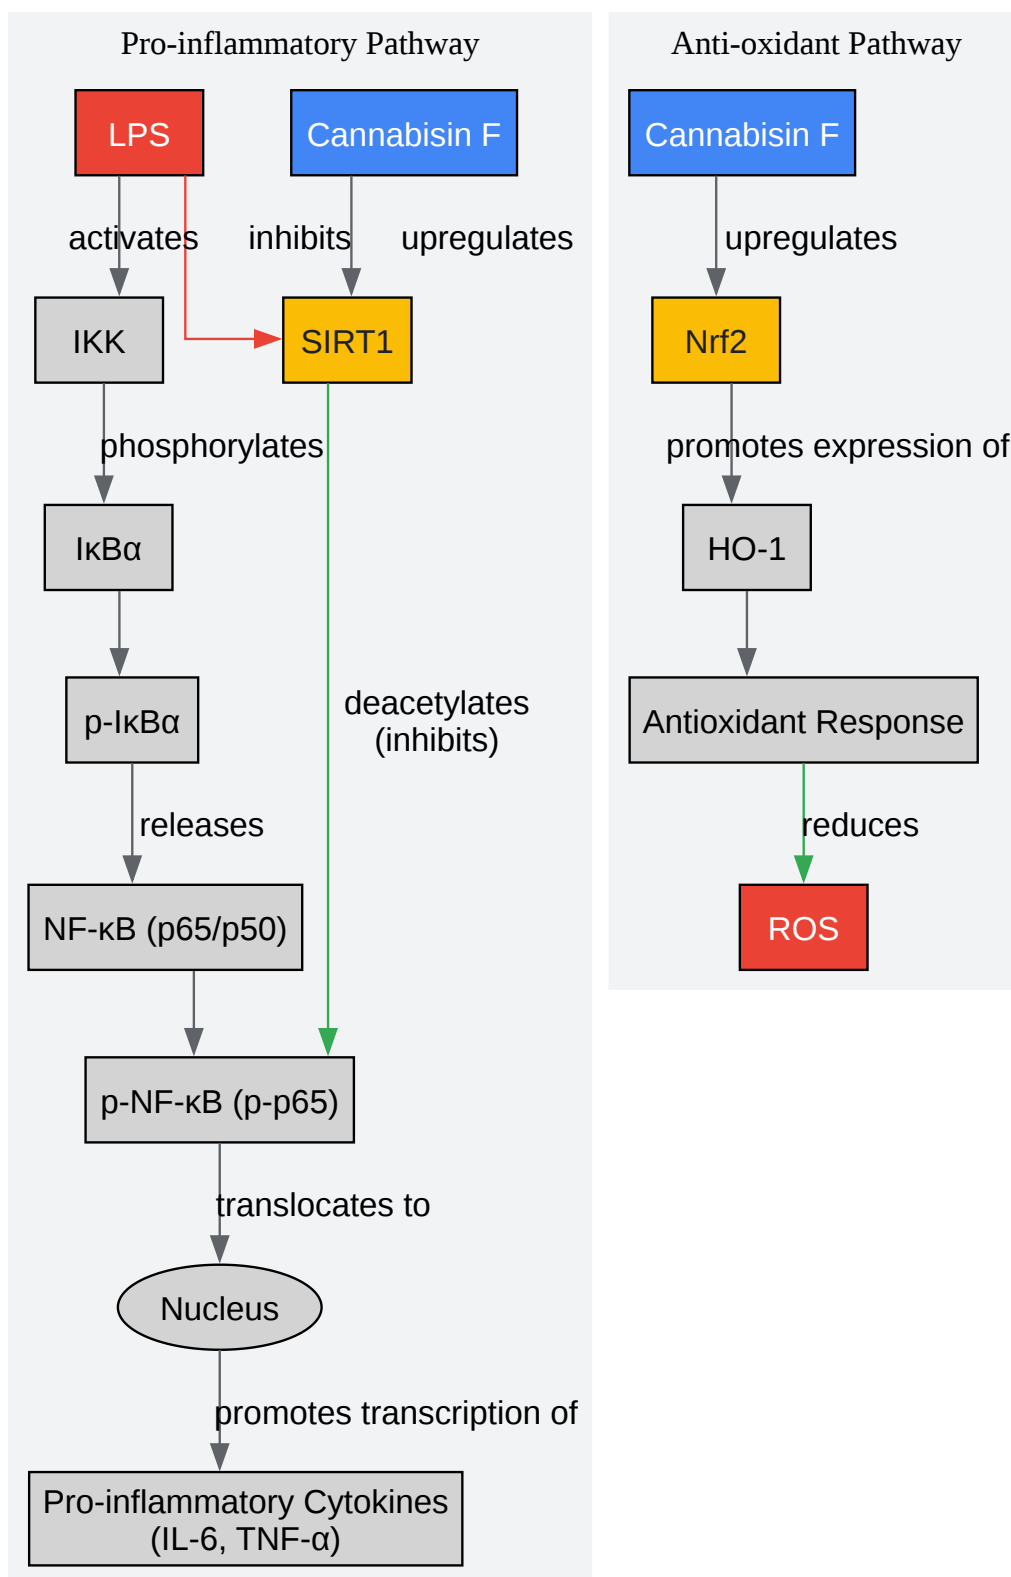 Pro-inflammatory Pathway
LPS
Cannabisin F
activates
inhibits
upregulates
IKK
SIRT1
phosphorylates
IκBα
p-IκBα
deacetylates
(inhibits)
releases
NF-κB (p65/p50)
p-NF-κB (p-p65)
translocates to
Nucleus
promotes transcription of
Pro-inflammatory Cytokines
(IL-6, TNF-α)
Anti-oxidant Pathway
Cannabisin F
upregulates
Nrf2
promotes expression of
HO-1
Antioxidant Response
reduces
ROS